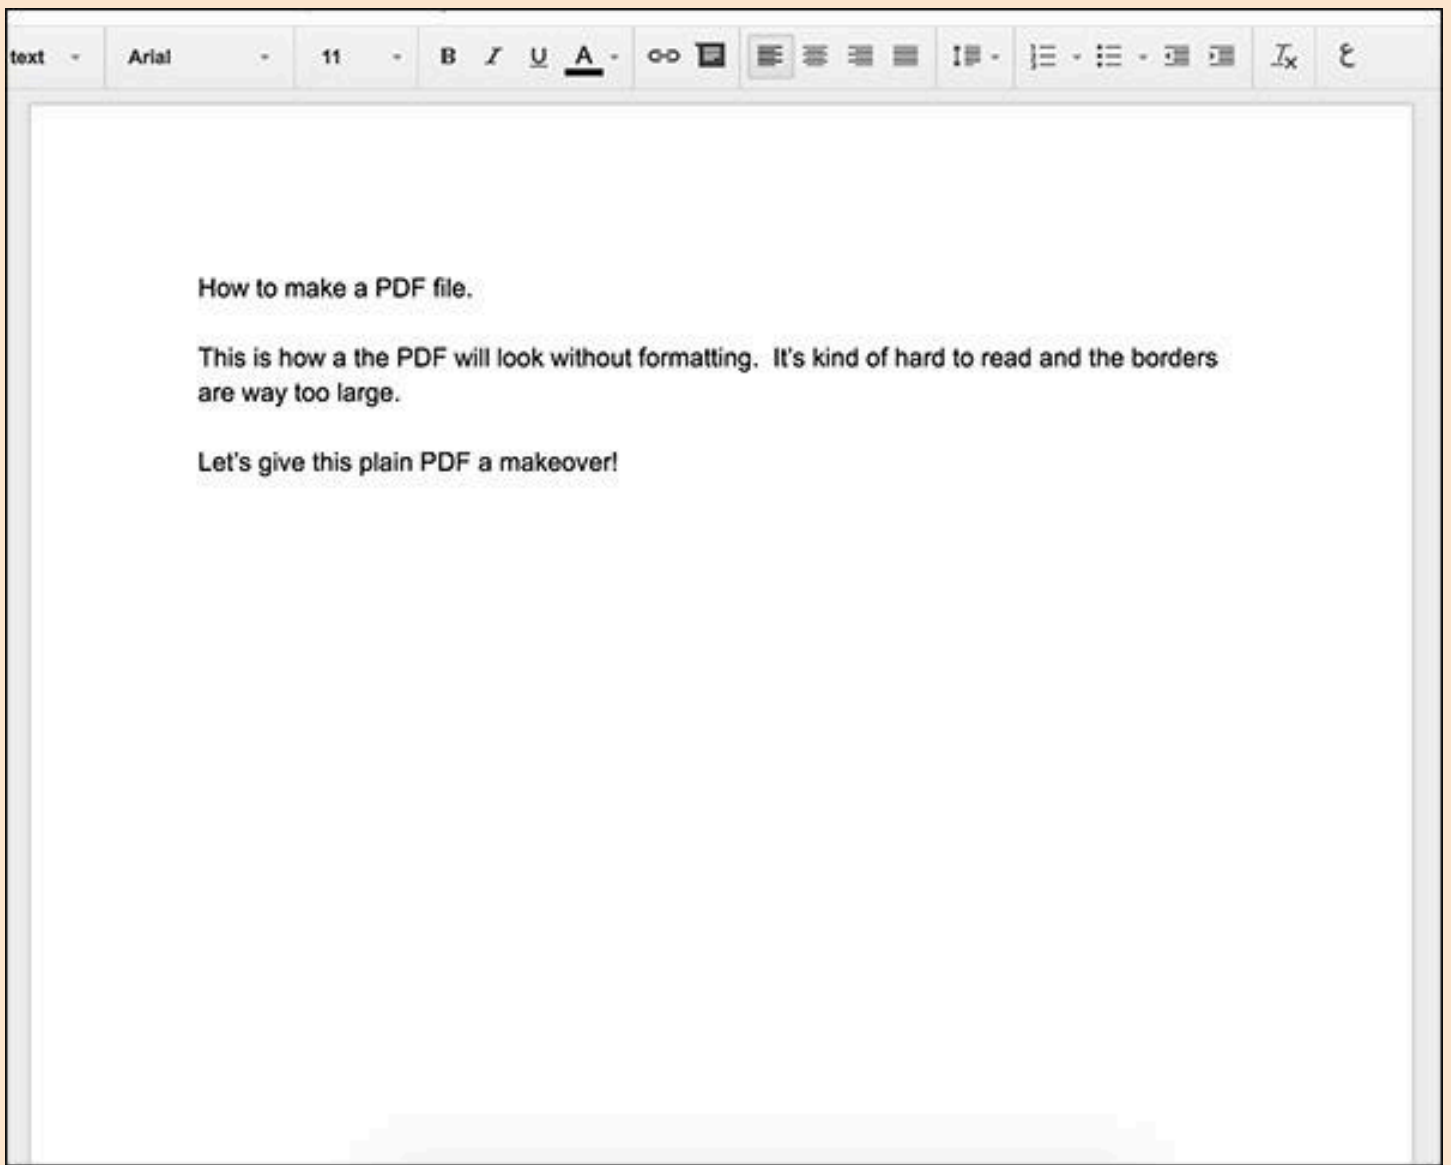 text Arial 11 B I U A Tx ع
How to make a PDF file.
This is how a the PDF will look without formatting.  It's kind of hard to read and the borders
are way too large.
Let's give this plain PDF a makeover!